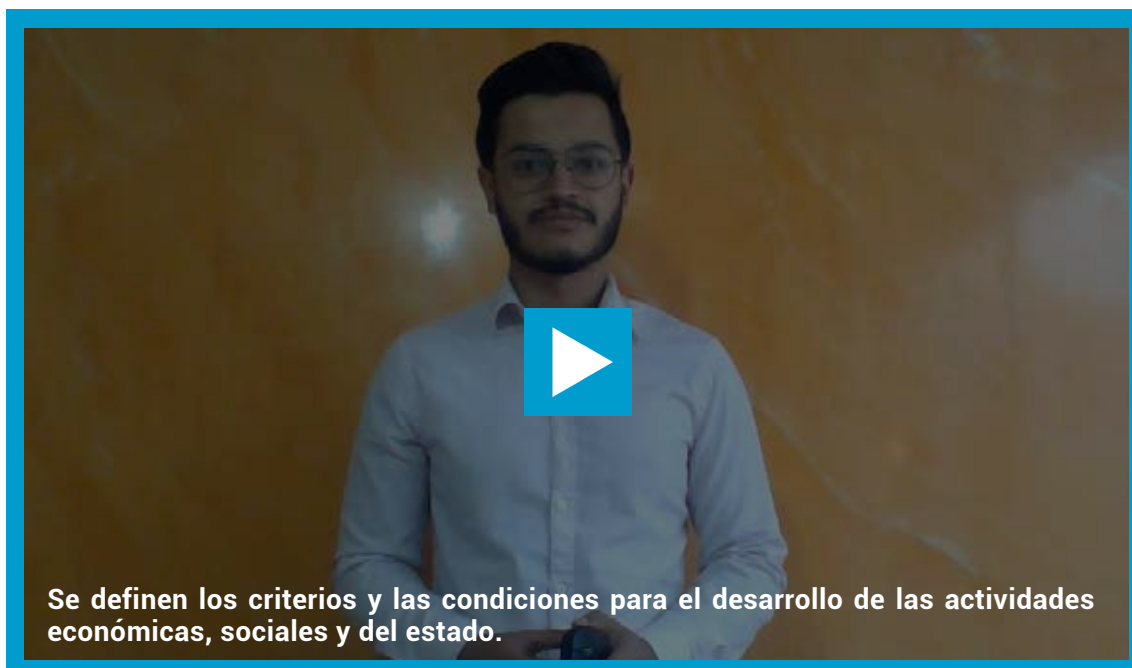 Se definen los criterios y las condiciones para el desarrollo de las actividades
económicas, sociales y del estado.